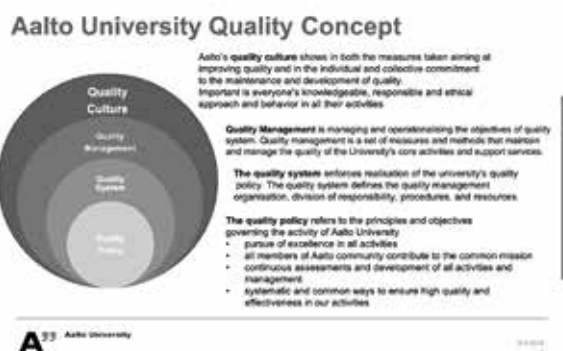 Aalto University Quality Concept
Aalto's quality culture shows in both the measures taken aiming at
improving quality and in the individual and collective commitment
to the maintenance and development of quality.
Important is everyone's knowledgeable, responsible and ethical
approach and behavior in all their activities
Quality
Culture
Quality
Management
Quality
System
Quality
Policy
Quality Management is managing and operationalising the objectives of quality
system. Quality management is a set of measures and methods that maintain
and manage the quality of the University's core activities and support services.
The quality system enforces realisation of the university's quality
policy. The quality system defines the quality management
organisation, division of responsibility, procedures, and resources.
The quality policy refers to the principles and objectives
governing the activity of Aalto University
• pursue of excellence in all activities
• all members of Aalto community contribute to the common mission
• continuous assessments and development of all activities and
management
• systematic and common ways to ensure high quality and
effectiveness in our activities
A” Aalto University